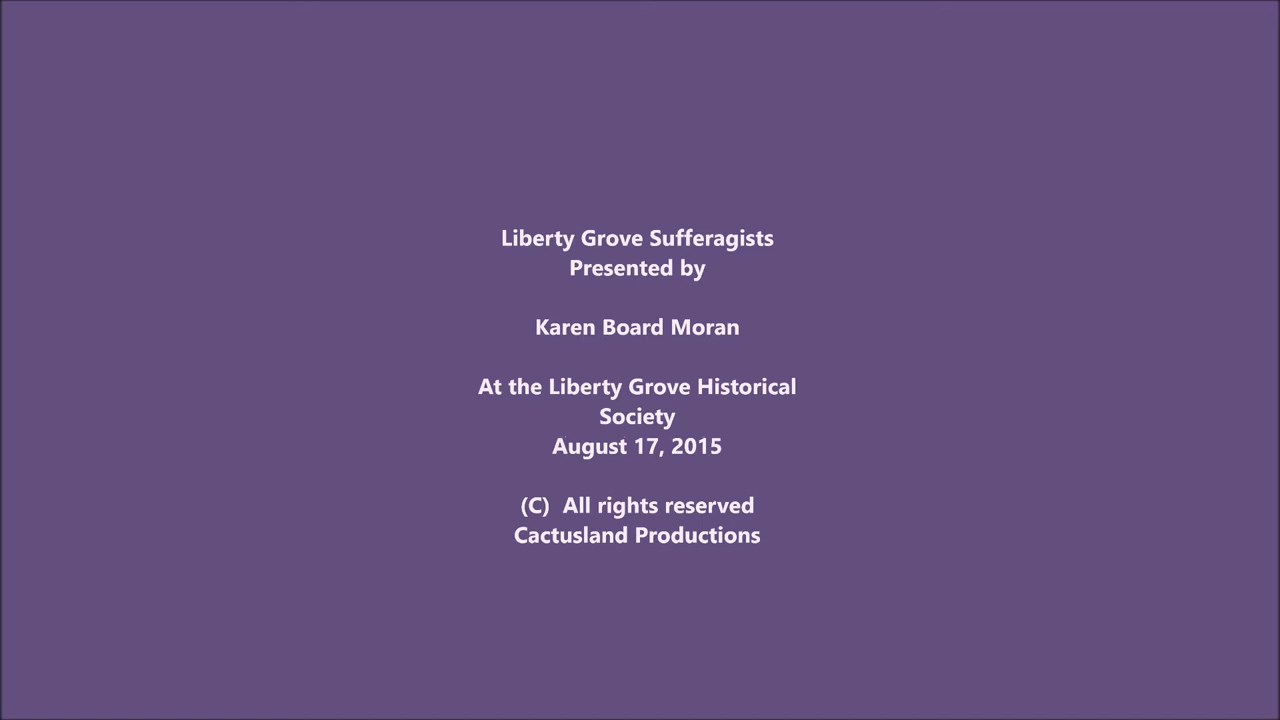 Liberty Grove Sufferagists
Presented by
Karen Board Moran
At the Liberty Grove Historical
Society
August 17, 2015
(C)  All rights reserved
Cactusland Productions